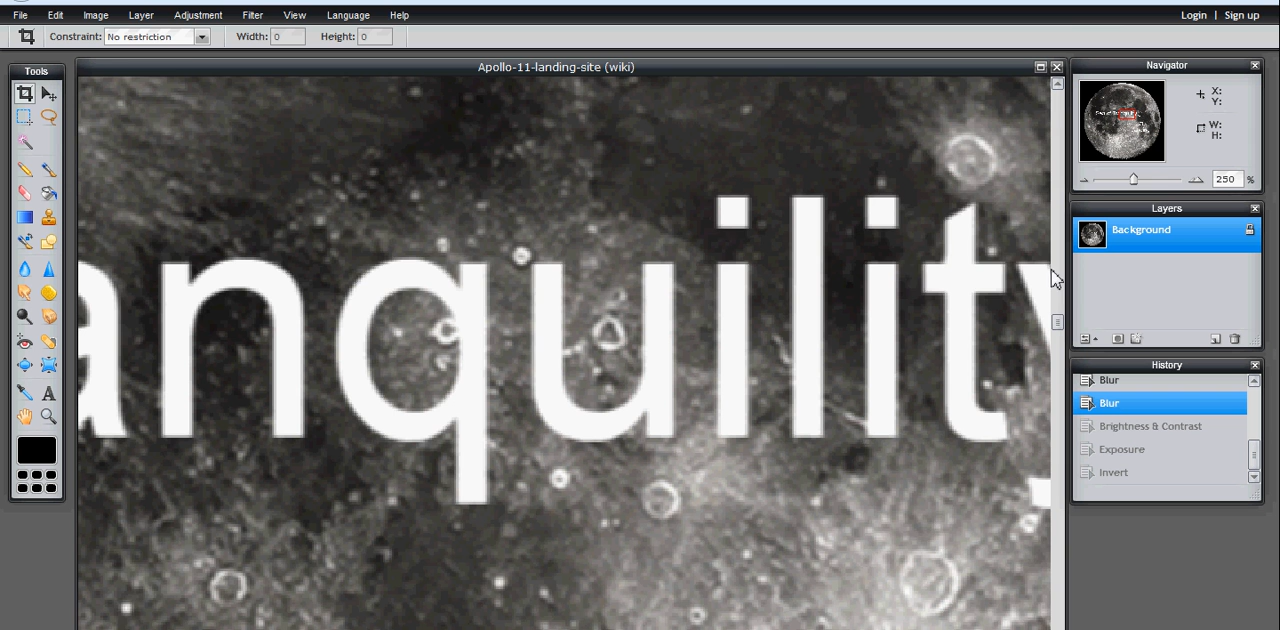 File Edit Image Layer Adjustment Filter View Language Help Login | Sign up
Constraint: No restriction Width: 0 Height: 0
Tools
Apollo-11-landing-site (wiki)
anquility
Navigator
X:
Y:
W:
H:
250 %
Layers
Background
History
Blur
Blur
Brightness & Contrast
Exposure
Invert